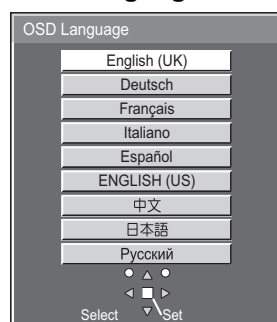 OSD Language
English (UK)
Deutsch
Français
Italiano
Español
ENGLISH (US)
中文
日本語
Русский
Select Set